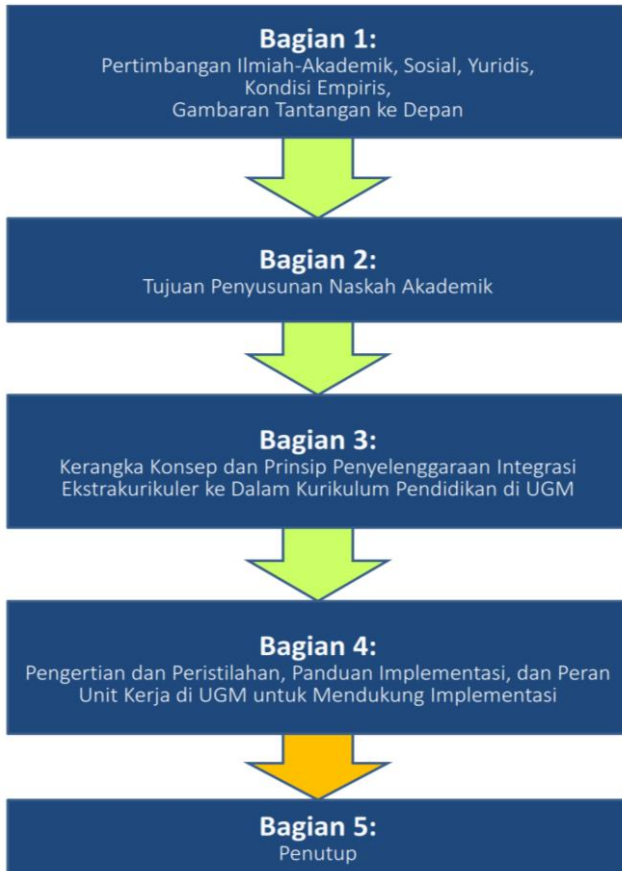 Bagian 1:
Pertimbangan Ilmiah-Akademik, Sosial, Yuridis,
Kondisi Empiris,
Gambaran Tantangan ke Depan
Bagian 2:
Tujuan Penyusunan Naskah Akademik
Bagian 3:
Kerangka Konsep dan Prinsip Penyelenggaraan Integrasi
Ekstrakurikuler ke Dalam Kurikulum Pendidikan di UGM
Bagian 4:
Pengertian dan Peristilahan, Panduan Implementasi, dan Peran
Unit Kerja di UGM untuk Mendukung Implementasi
Bagian 5:
Penutup